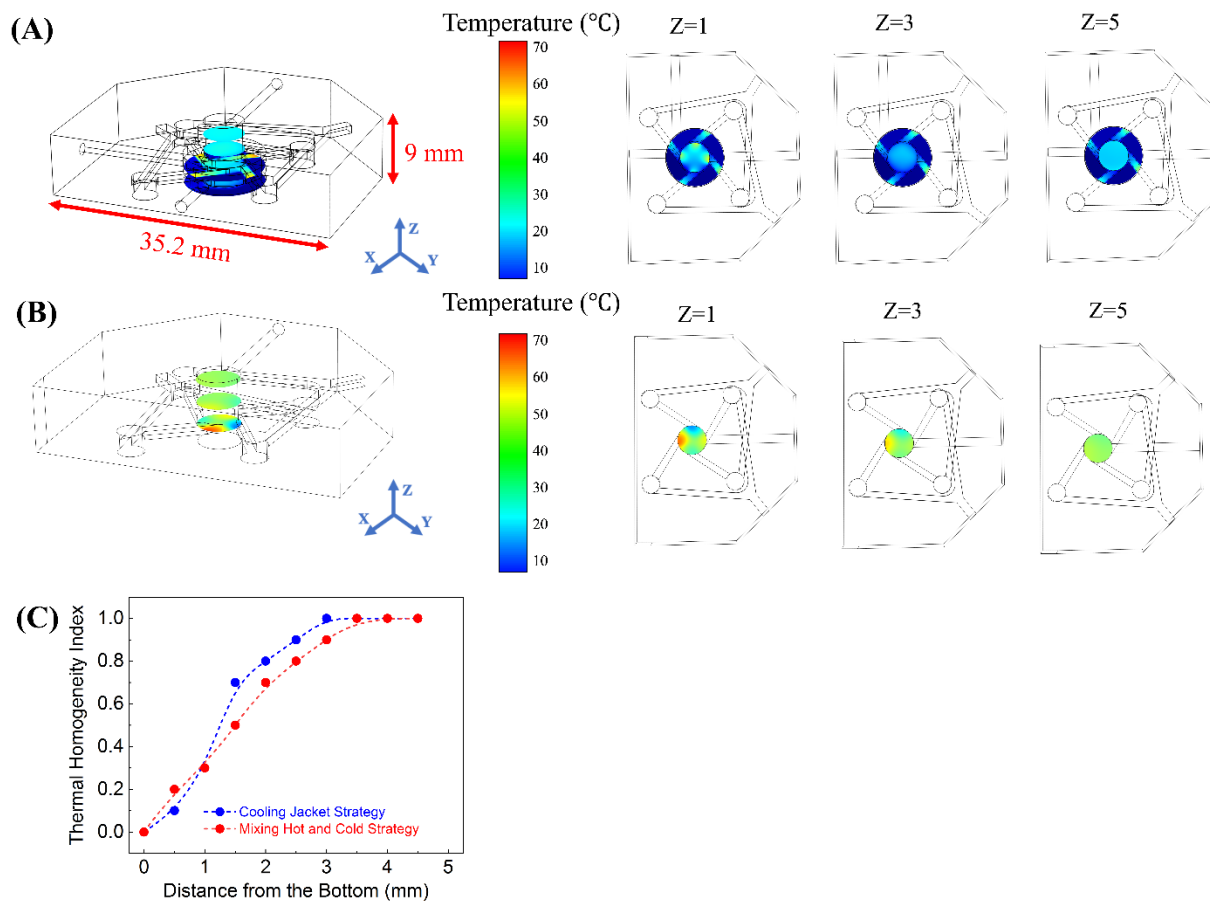 (A)
Temperature (℃)
70
60
50
40
30
20
10
Z=1
Z=3
Z=5
9 mm
35.2 mm
Z
X
Y
(B)
Temperature (℃)
70
60
50
40
30
20
10
Z=1
Z=3
Z=5
Z
X
Y
(C)
Thermal Homogeneity Index
1.0
0.8
0.6
0.4
0.2
0.0
Cooling Jacket Strategy
Mixing Hot and Cold Strategy
0 1 2 3 4 5
Distance from the Bottom (mm)